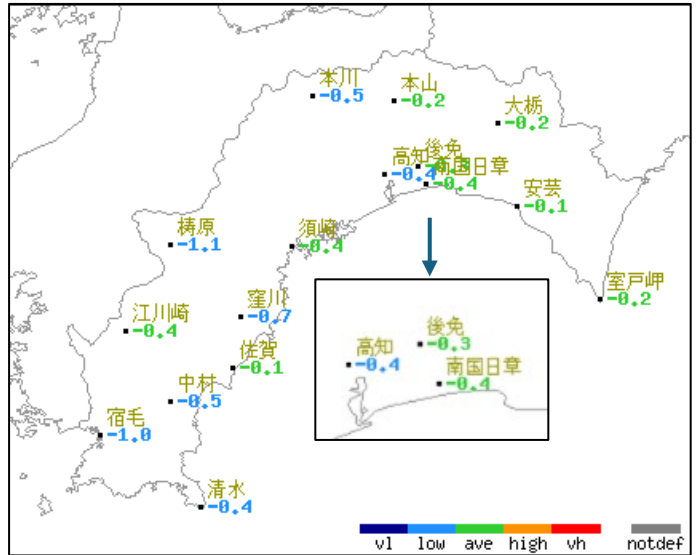 本川
-0.5
本山
-0.2
大栃
-0.2
高知
-0.4
後免
-0.3
南国日章
-0.4
安芸
-0.1
梼原
-1.1
須崎
-0.4
室戸岬
-0.2
窪川
-0.7
江川崎
-0.4
佐賀
-0.1
中村
-0.5
宿毛
-1.0
清水
-0.4
後免
-0.3
高知
-0.4
南国日章
-0.4
vl low ave high vh notdef